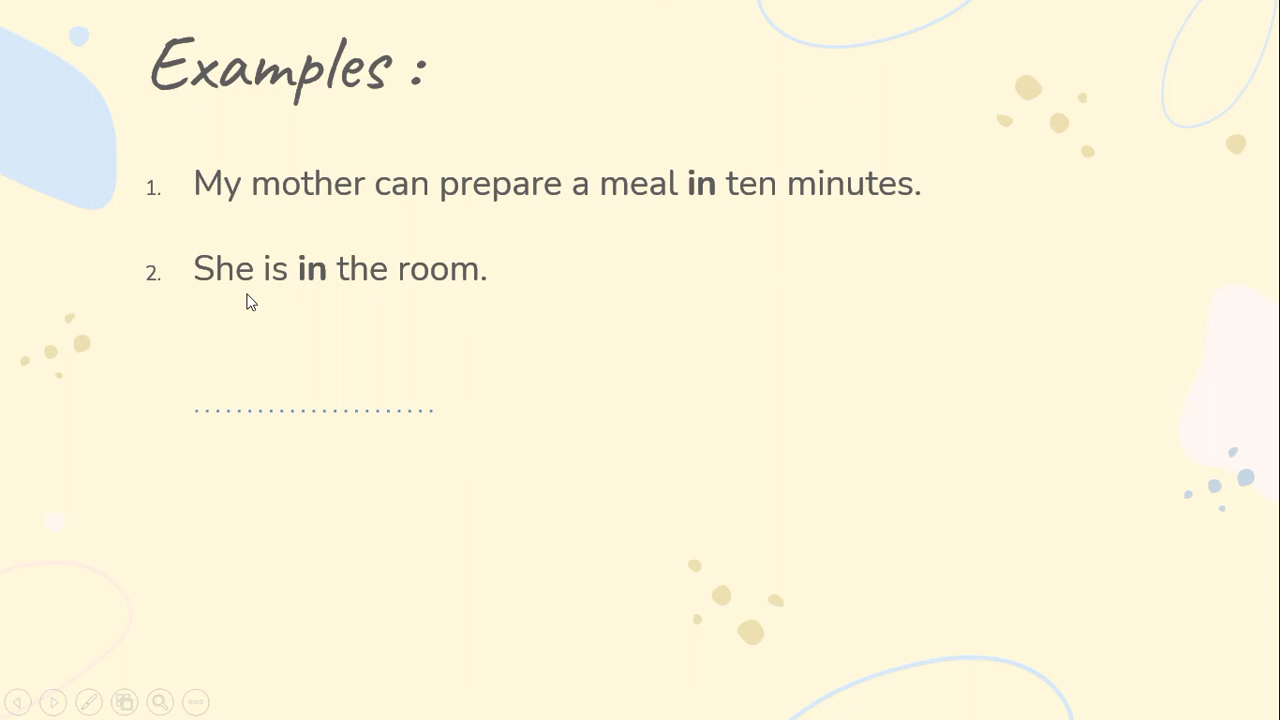 Examples :
1. My mother can prepare a meal in ten minutes.
2. She is in the room.
.......................